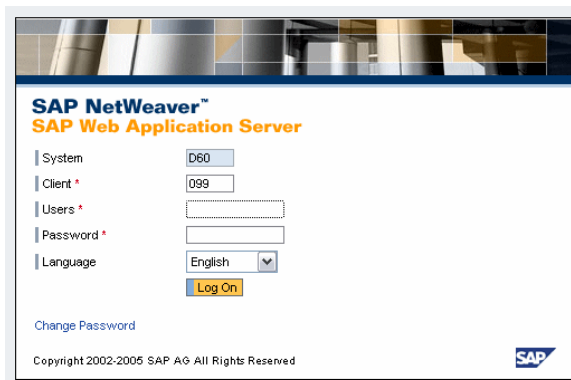 SAP NetWeaver™
SAP Web Application Server
System D60
Client * 099
Users *
Password *
Language English
Log On
Change Password
Copyright 2002-2005 SAP AG All Rights Reserved
SAP